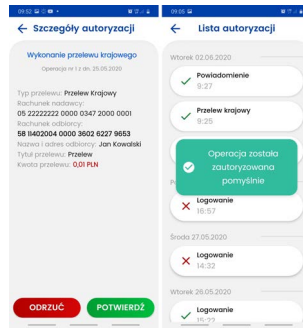 09:52
Szczegóły autoryzacji
Wykonanie przelewu krajowego
Operacja nr 1 z dn. 25.05.2020
Typ przelewu: Przelew Krajowy
Rachunek nadawcy:
05 22222222 0000 0347 2000 0001
Rachunek odbiorcy:
58 11402004 0000 3602 6227 9653
Nazwa i adres odbiorcy: Jan Kowalski
Tytuł przelewu: Przelew
Kwota przelewu: 0,01 PLN
ODRZUĆ
POTWIERDŹ
09:05
Lista autoryzacji
Wtorek 02.06.2020
Powiadomienie
9:27
Przelew krajowy
9:25
Operacja została
zautoryzowana
pomyślnie
Logowanie
16:57
Środa 27.05.2020
Logowanie
14:22
Wtorek 26.05.2020
Logowanie
15:22